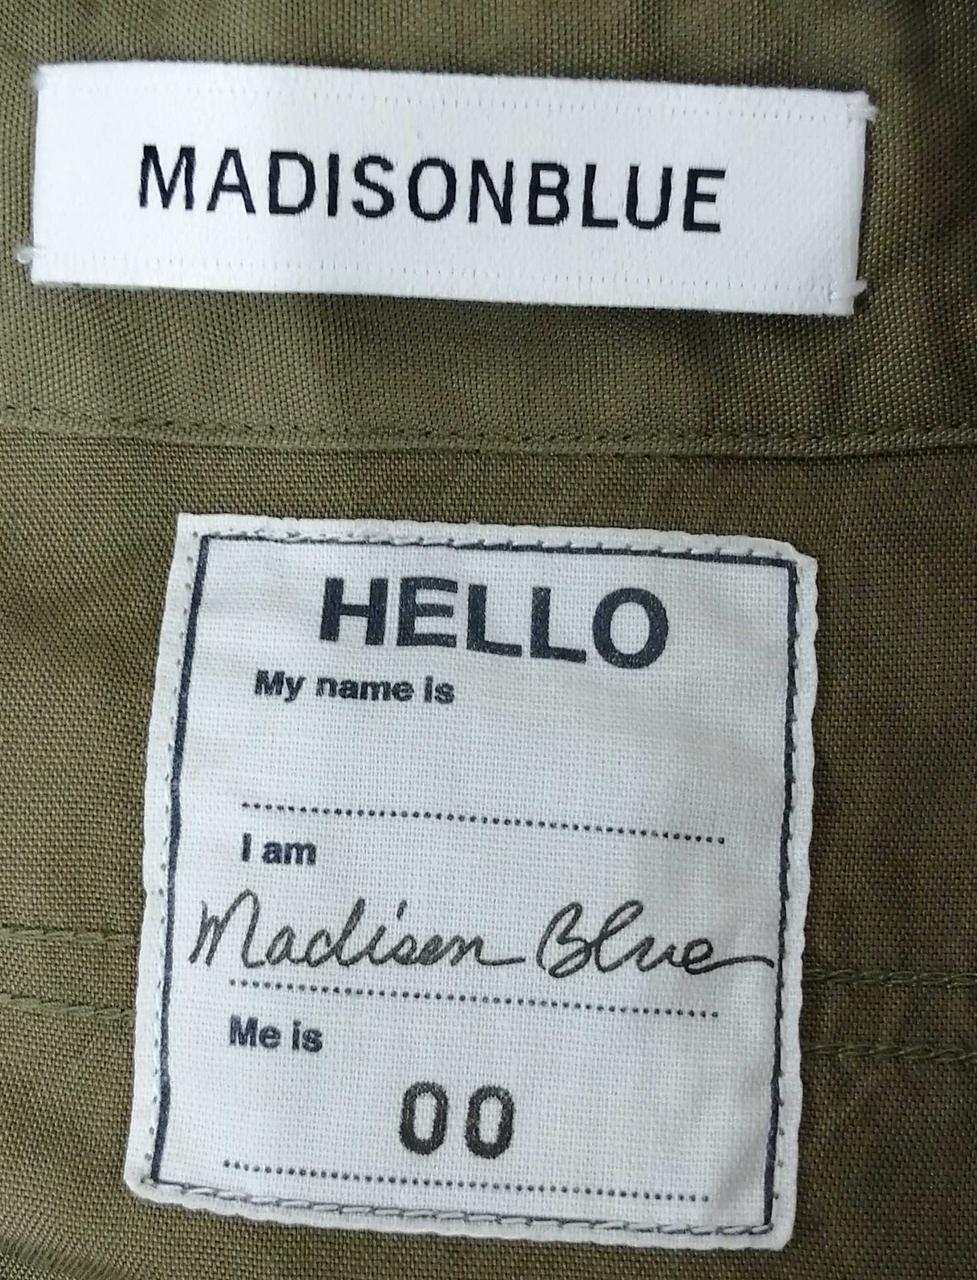 MADISONBLUE
HELLO
My name is
I am
Madison Blue
Me is
00